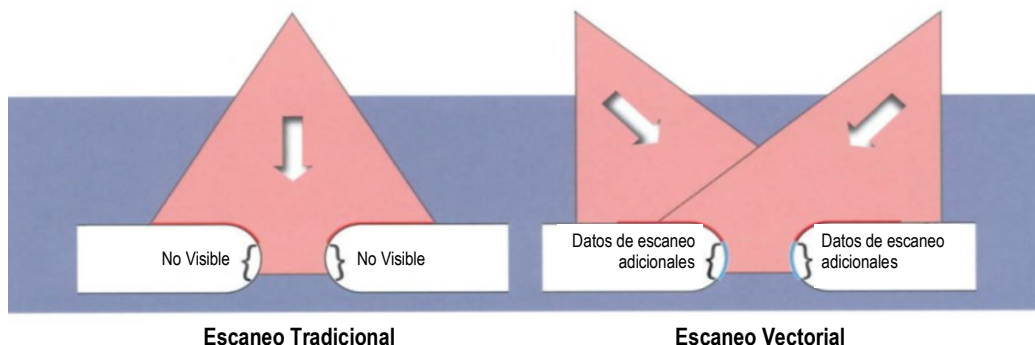 No Visible
No Visible
Datos de escaneo
adicionales
Datos de escaneo
adicionales
Escaneo Tradicional
Escaneo Vectorial